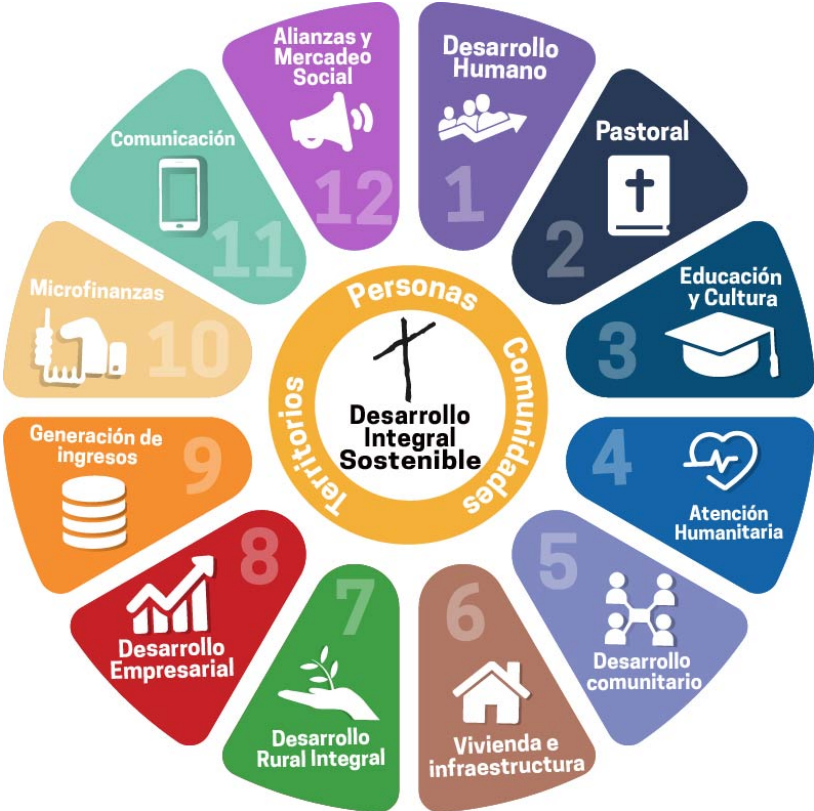 Desarrollo
Humano
1
Pastoral
2
Educación
y Cultura
3
4
Atención
Humanitaria
5
Desarrollo
comunitario
6
Vivienda e
infraestructura
7
Desarrollo
Rural Integral
8
Desarrollo
Empresarial
Generación de
ingresos
9
Microfinanzas
10
Comunicación
11
Alianzas y
Mercadeo
Social
12
Personas
Comunidades
Territorios
Desarrollo
Integral
Sostenible